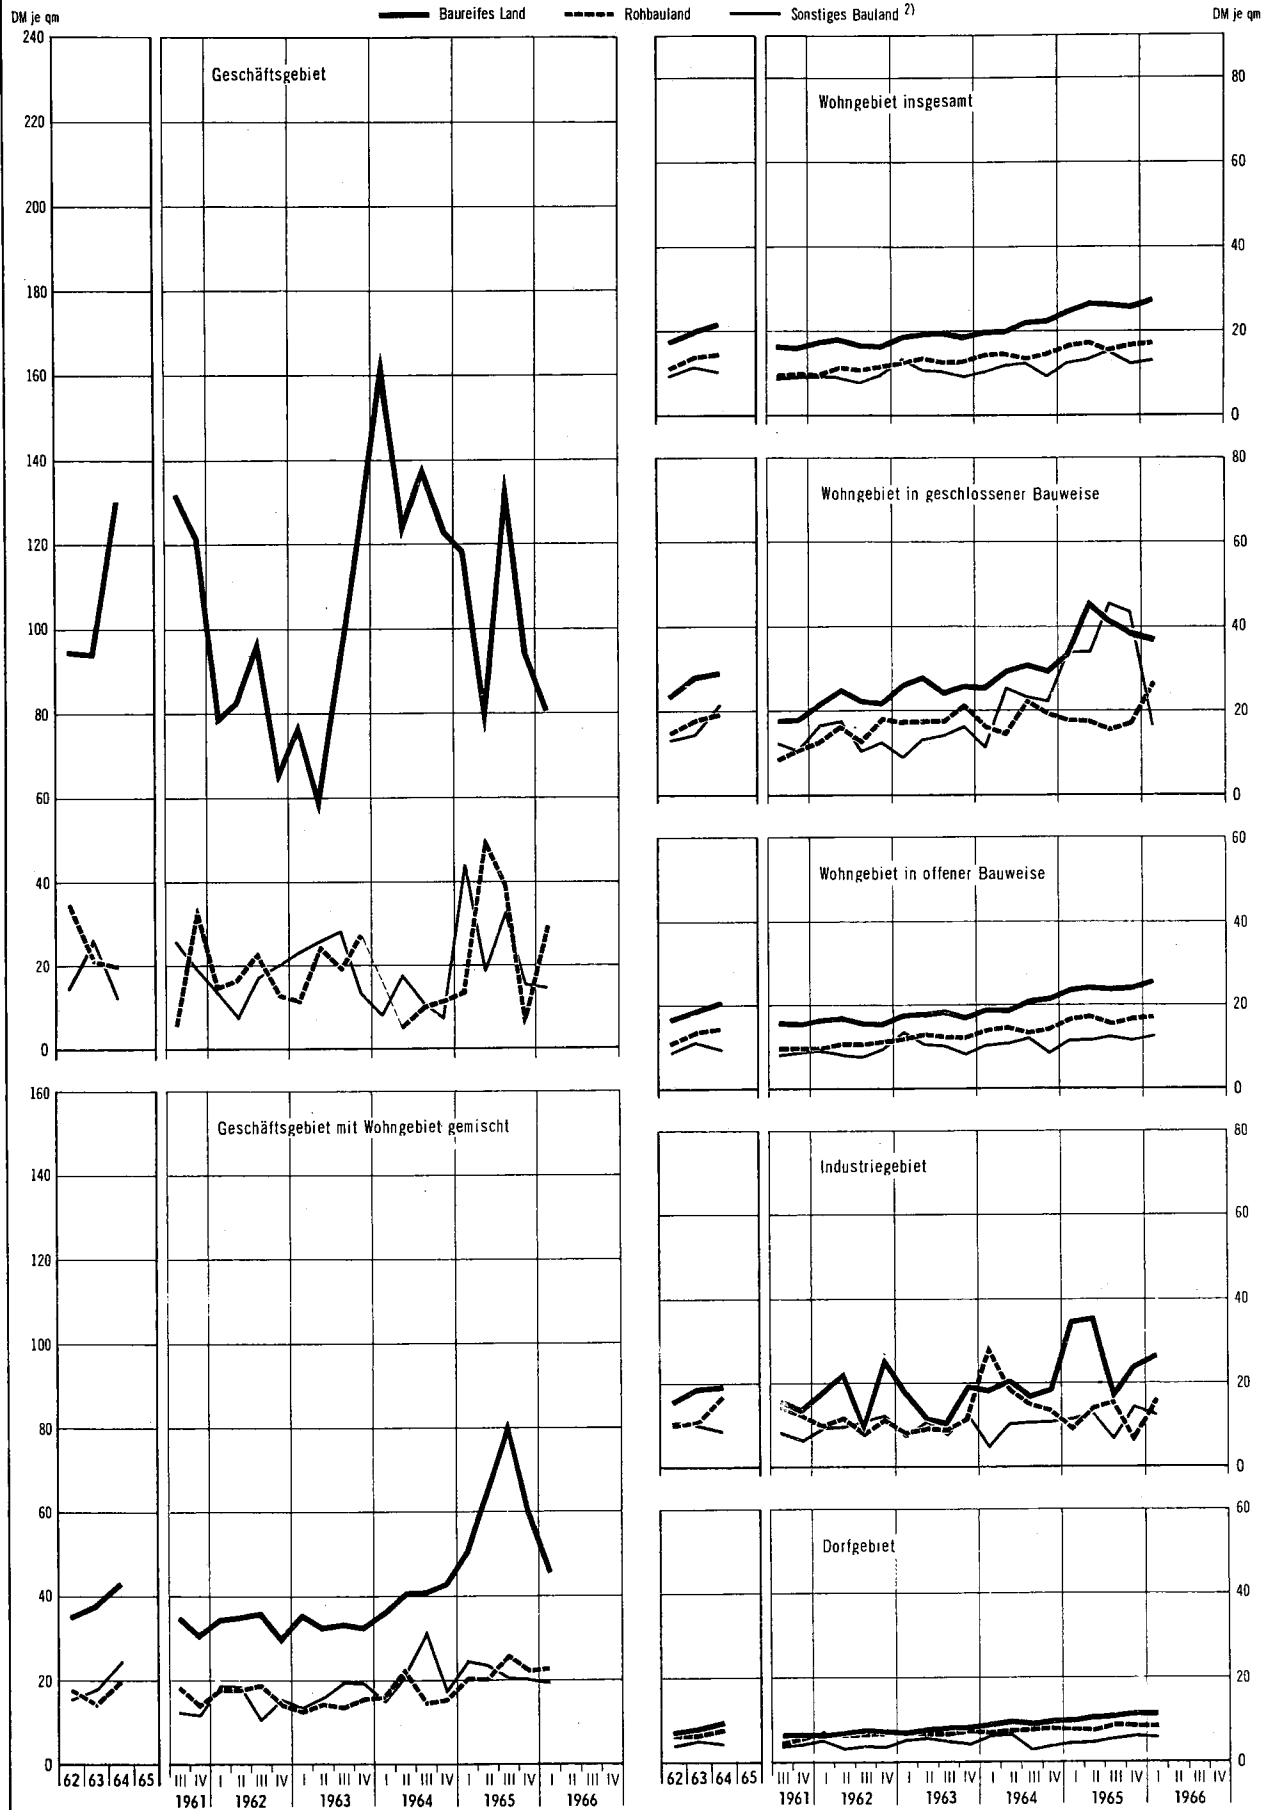 DM je qm
Baureifes Land
Rohbauland
Sonstiges Bauland 2)
DM je qm
Geschäftsgebiet
240
220
200
180
160
140
120
100
80
60
40
20
0
Geschäftsgebiet mit Wohngebiet gemischt
160
140
120
100
80
60
40
20
0
62 63 64 65
III IV I II III IV I II III IV I II III IV I II III IV I II III IV
1961 1962 1963 1964 1965 1966
Wohngebiet insgesamt
80
60
40
20
0
Wohngebiet in geschlossener Bauweise
80
60
40
20
0
Wohngebiet in offener Bauweise
60
40
20
0
Industriegebiet
80
60
40
20
0
Dorfgebiet
60
40
20
0
62 63 64 65
III IV I II III IV I II III IV I II III IV I II III IV I II III IV
1961 1962 1963 1964 1965 1966